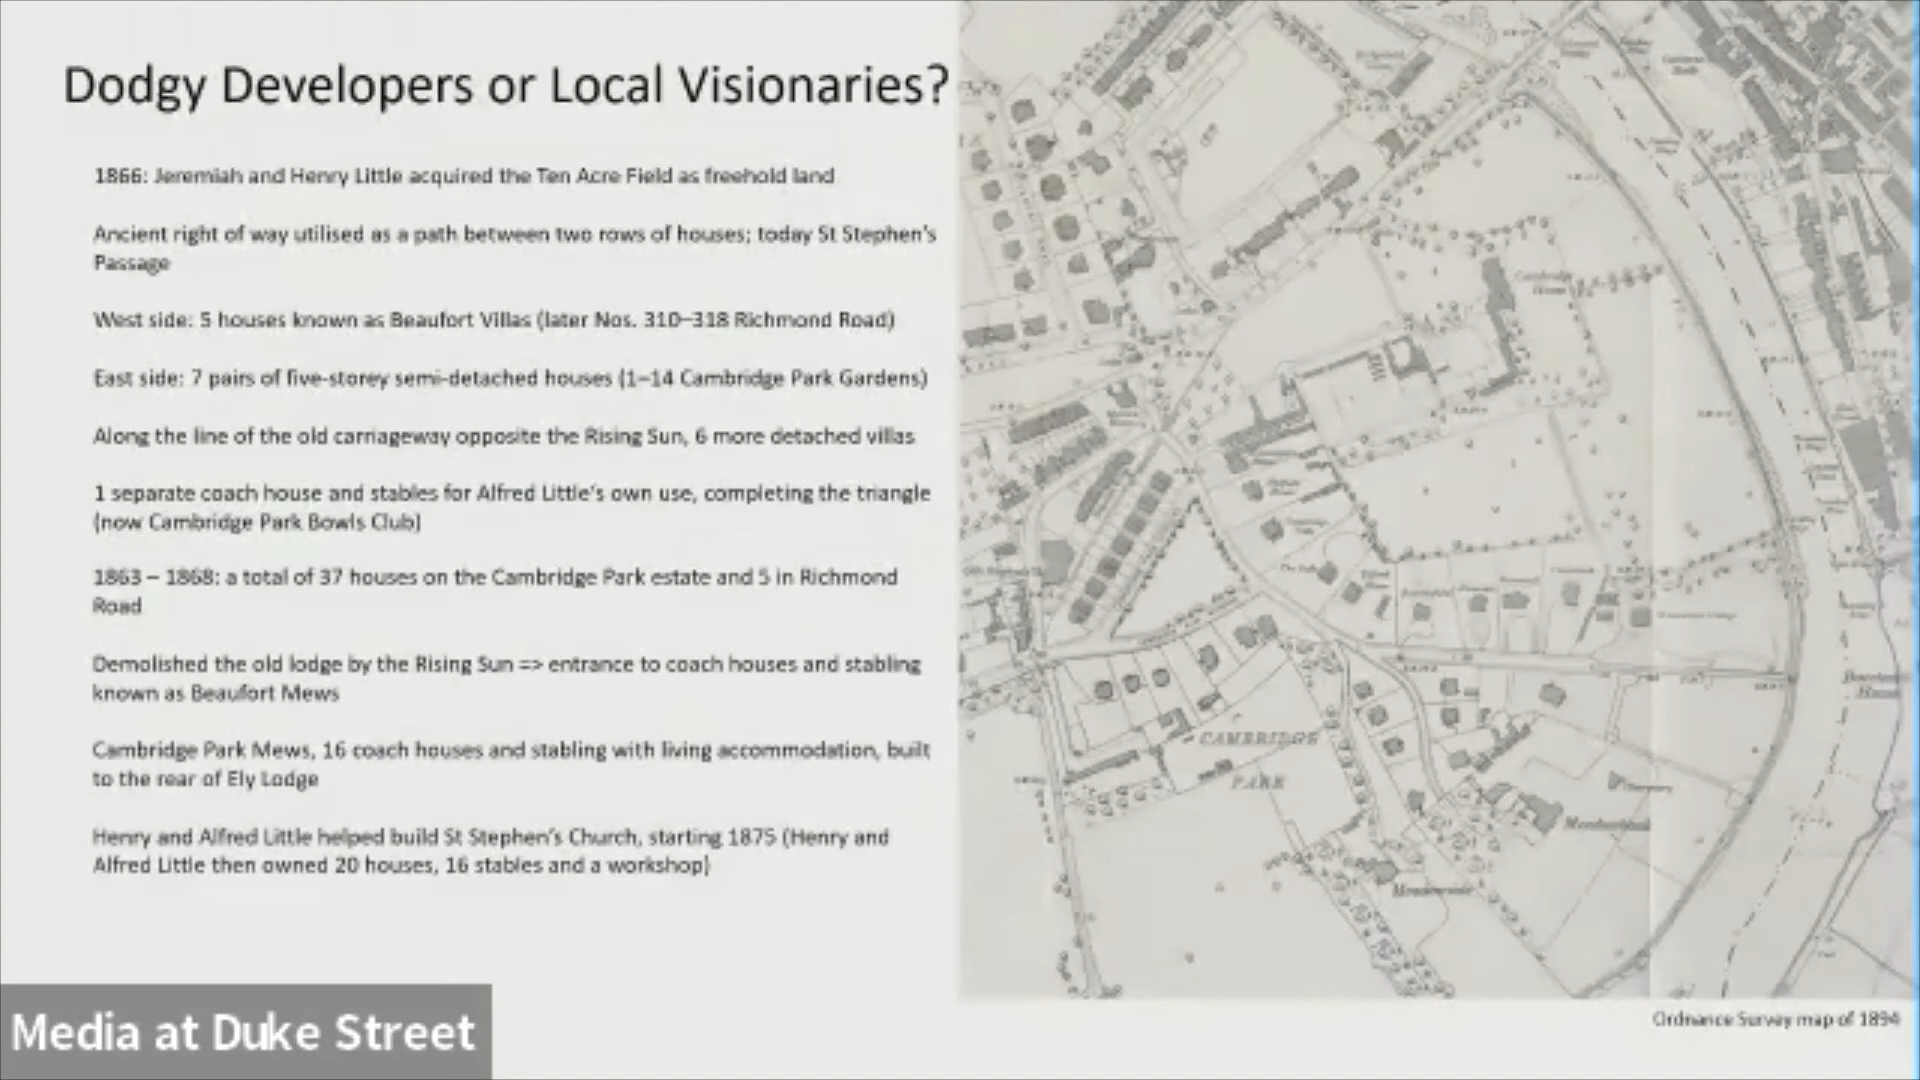 Dodgy Developers or Local Visionaries?
1866: Jeremiah and Henry Little acquired the Ten Acre Field as freehold land
Ancient right of way utilised as a path between two rows of houses; today St Stephen's
Passage
West side: 5 houses known as Beaufort Villas (later Nos. 310–318 Richmond Road)
East side: 7 pairs of five-storey semi-detached houses (1–14 Cambridge Park Gardens)
Along the line of the old carriageway opposite the Rising Sun, 6 more detached villas
1 separate coach house and stables for Alfred Little's own use, completing the triangle
(now Cambridge Park Bowls Club)
1863 – 1868: a total of 37 houses on the Cambridge Park estate and 5 in Richmond
Road
Demolished the old lodge by the Rising Sun => entrance to coach houses and stabling
known as Beaufort Mews
Cambridge Park Mews, 16 coach houses and stabling with living accommodation, built
to the rear of Ely Lodge
Henry and Alfred Little helped build St Stephen's Church, starting 1875 (Henry and
Alfred Little then owned 20 houses, 16 stables and a workshop)
Cambridge
House
CAMBRIDGE
PARK
Meadowside
Ordnance Survey map of 1894
Media at Duke Street